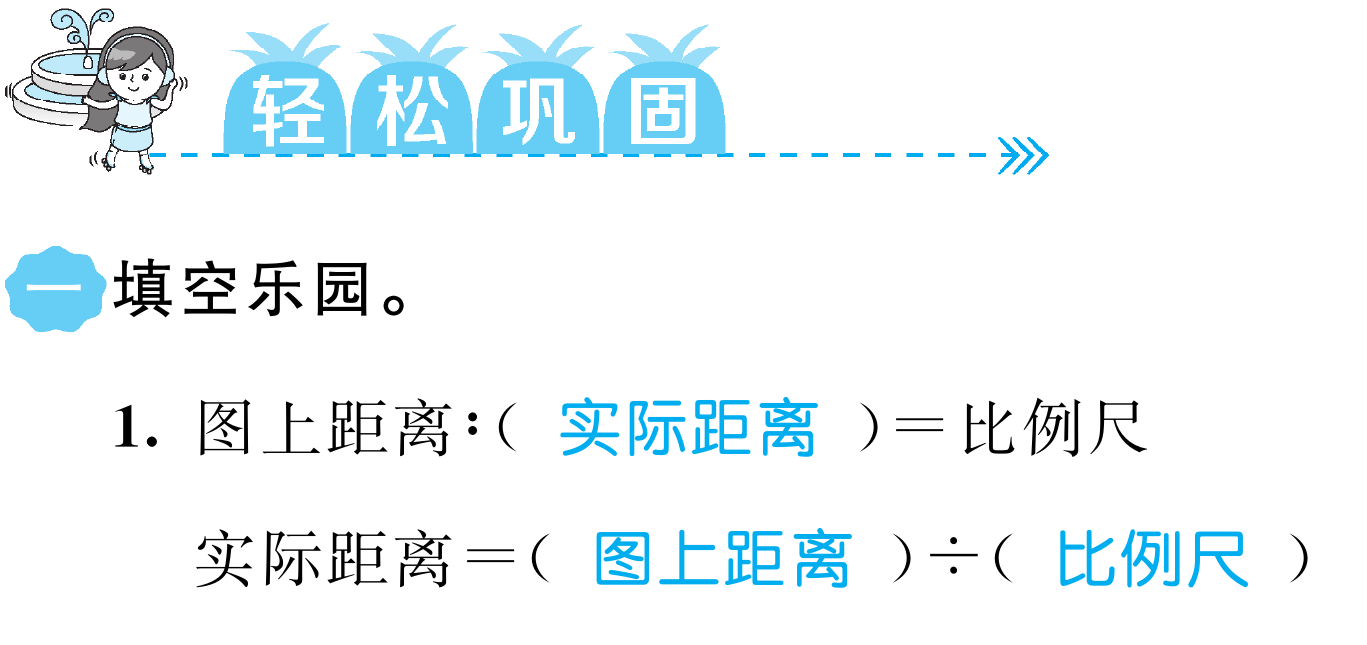 轻松巩固
一 填空乐园。
1. 图上距离∶( 实际距离 )=比例尺
实际距离=( 图上距离 )÷( 比例尺 )